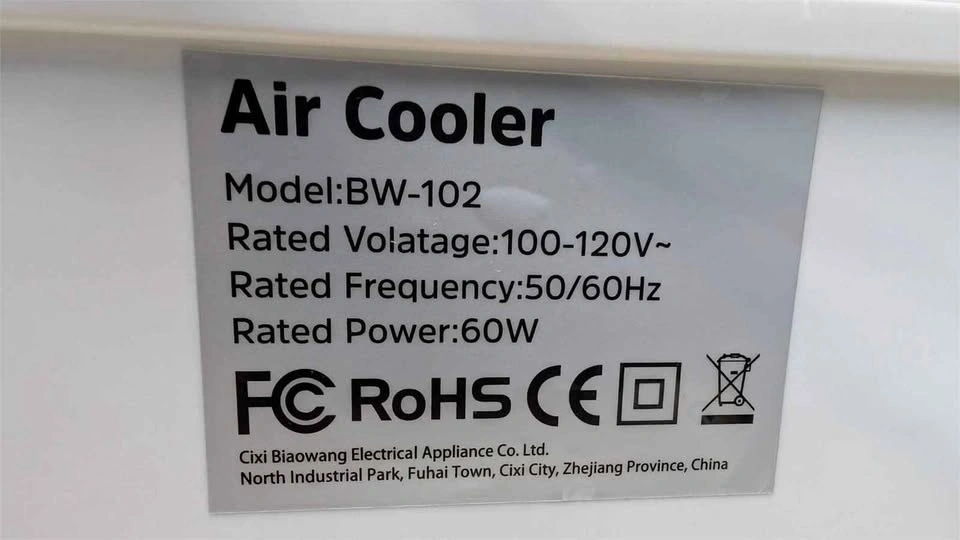 Air Cooler
Model:BW-102
Rated Volatage:100-120V~
Rated Frequency:50/60Hz
Rated Power:60W
FC RoHS CE
Cixi Biaowang Electrical Appliance Co. Ltd.
North Industrial Park, Fuhai Town, Cixi City, Zhejiang Province, China